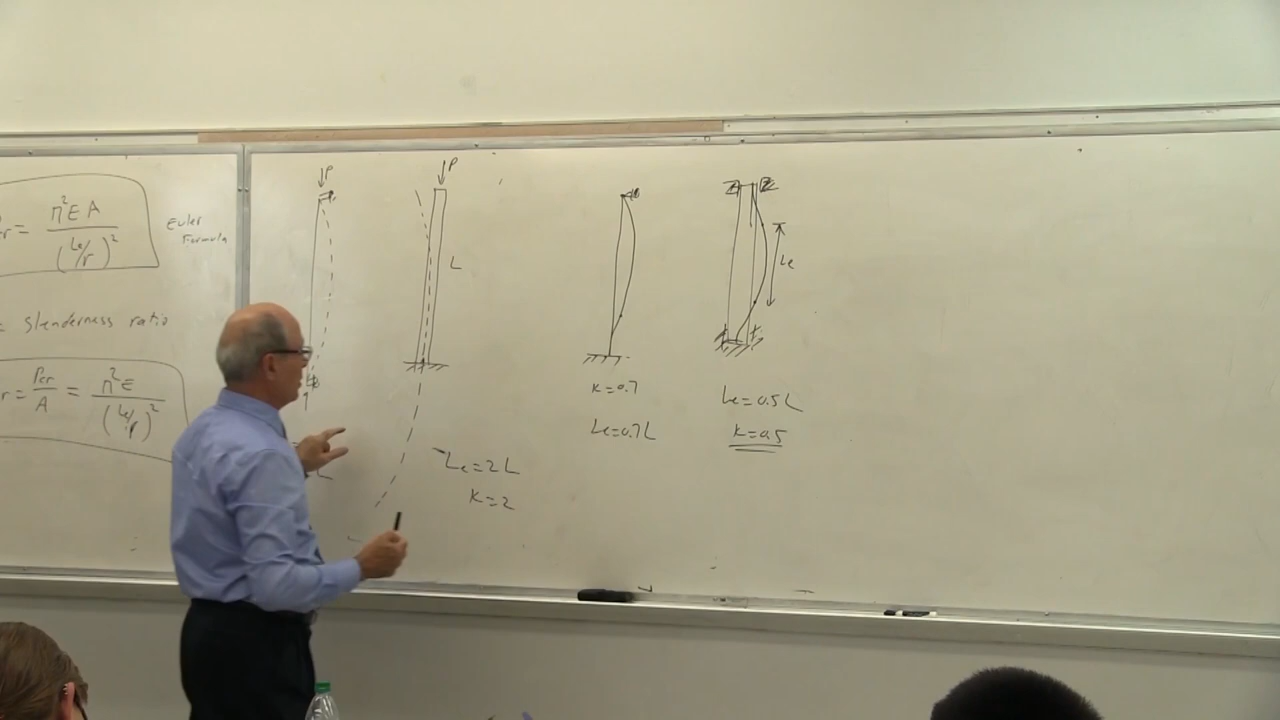 r = π²EA
(Le/r)²
Euler
Formula
= Slenderness ratio
r = Pcr/A = π²E
(Le/r)²
P
P
L
Le = 2L
K = 2
K = 0.7
Le = 0.7L
Le
Le = 0.5L
K = 0.5
L